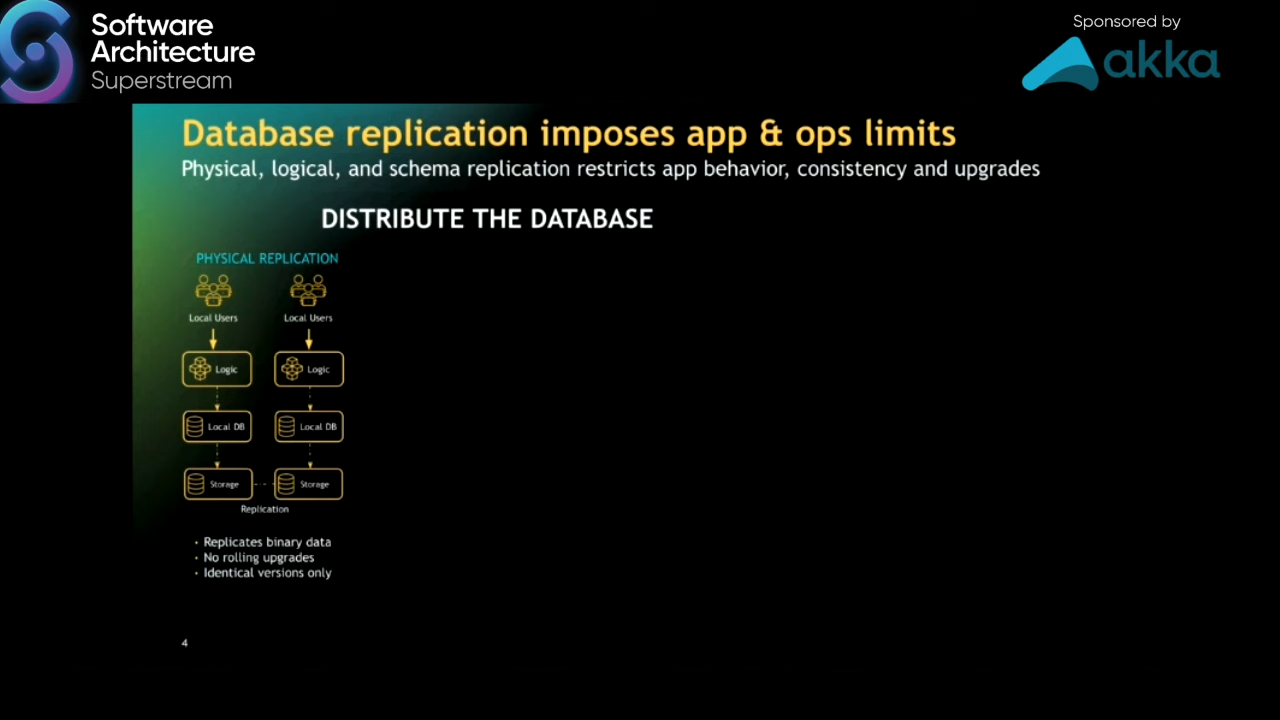 Software
Architecture
Superstream
Sponsored by
akka
Database replication imposes app & ops limits
Physical, logical, and schema replication restricts app behavior, consistency and upgrades
DISTRIBUTE THE DATABASE
PHYSICAL REPLICATION
Local Users Local Users
Logic Logic
Local DB Local DB
Storage Storage
Replication
• Replicates binary data
• No rolling upgrades
• Identical versions only
4